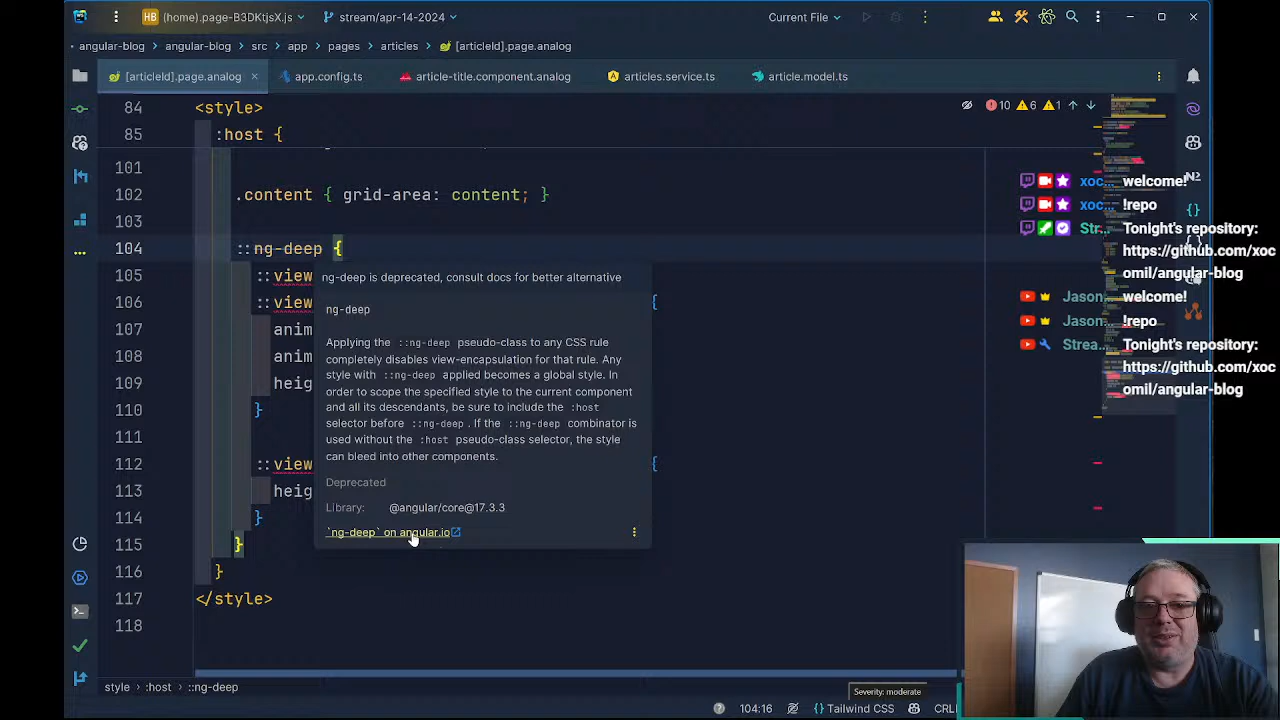 HB (home).page-B3DKtjsX.js
stream/apr-14-2024
Current File
angular-blog
angular-blog
src
app
pages
articles
[articleId].page.analog
[articleId].page.analog
app.config.ts
article-title.component.analog
articles.service.ts
article.model.ts
84 <style>
85 :host {
10 6 1
101
102 .content { grid-area: content; }
103
104 ::ng-deep {
105 ::view
106 ::view {
107 anim
108 anim
109 heig
110 }
111
112 ::view {
113 heig
114 }
115 }
116 }
117 </style>
118
ng-deep is deprecated, consult docs for better alternative
ng-deep
Applying the ::ng-deep pseudo-class to any CSS rule
completely disables view-encapsulation for that rule. Any
style with ::ng-deep applied becomes a global style. In
order to scope the specified style to the current component
and all its descendants, be sure to include the :host
selector before ::ng-deep . If the ::ng-deep combinator is
used without the :host pseudo-class selector, the style
can bleed into other components.
Deprecated
Library: @angular/core@17.3.3
`ng-deep` on angular.io
xoc... welcome!
xoc... !repo
Str... Tonight's repository:
https://github.com/xoc
omil/angular-blog
Jason... welcome!
Jason... !repo
Strea... Tonight's repository:
https://github.com/xoc
omil/angular-blog
style
:host
::ng-deep
Severity: moderate
104:16
Tailwind CSS
CRL